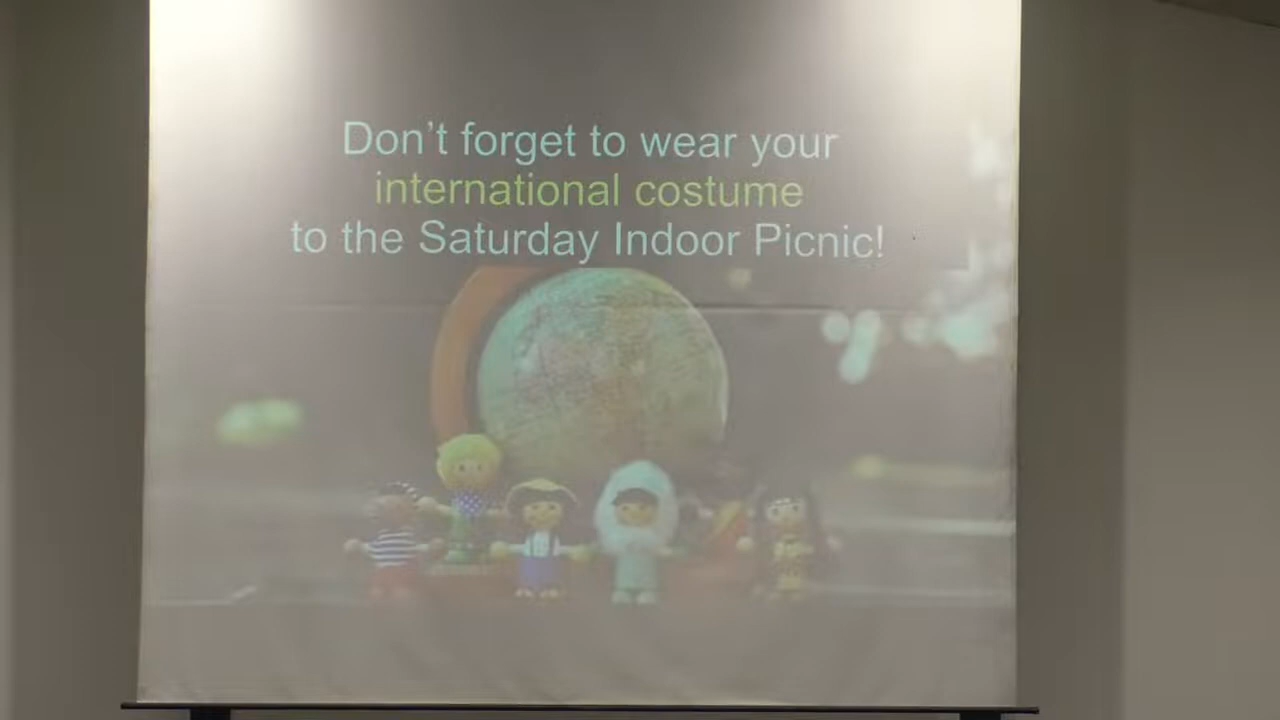 Don't forget to wear your
international costume
to the Saturday Indoor Picnic!